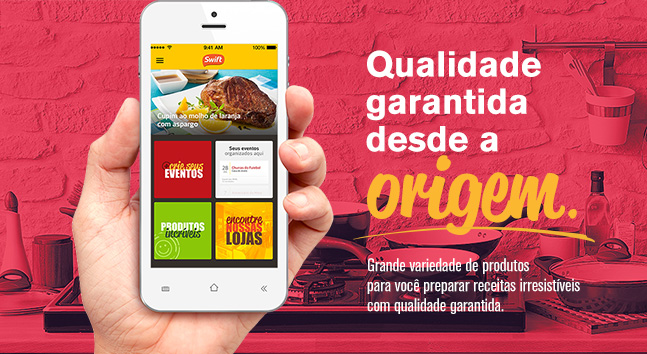 9:41 AM
100%
Swift
Cupim ao molho de laranja
com aspargo
crie seus
EVENTOS
Seus eventos
organizados aqui
Churras do Futebol
PRODUTOS
incríveis
encontre
NOSSAS
LOJAS
Qualidade
garantida
desde a
origem.
Grande variedade de produtos
para você preparar receitas irresistíveis
com qualidade garantida.